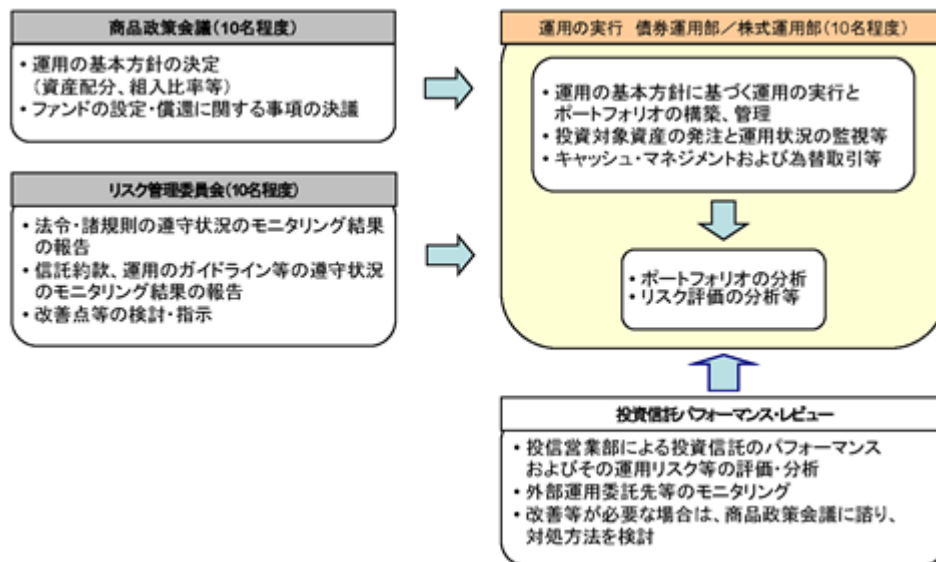 商品政策会議（10名程度）
・運用の基本方針の決定
（資産配分、組入比率等）
・ファンドの設定・償還に関する事項の決議
リスク管理委員会（10名程度）
・法令・諸規則の遵守状況のモニタリング結果
の報告
・信託約款、運用のガイドライン等の遵守状況
のモニタリング結果の報告
・改善点等の検討・指示
運用の実行 債券運用部／株式運用部（10名程度）
・運用の基本方針に基づく運用の実行と
ポートフォリオの構築、管理
・投資対象資産の発注と運用状況の監視等
・キャッシュ・マネジメントおよび為替取引等
・ポートフォリオの分析
・リスク評価の分析等
投資信託パフォーマンス・レビュー
・投信営業部による投資信託のパフォーマンス
およびその運用リスク等の評価・分析
・外部運用委託先等のモニタリング
・改善等が必要な場合は、商品政策会議に諮り、
対処方法を検討